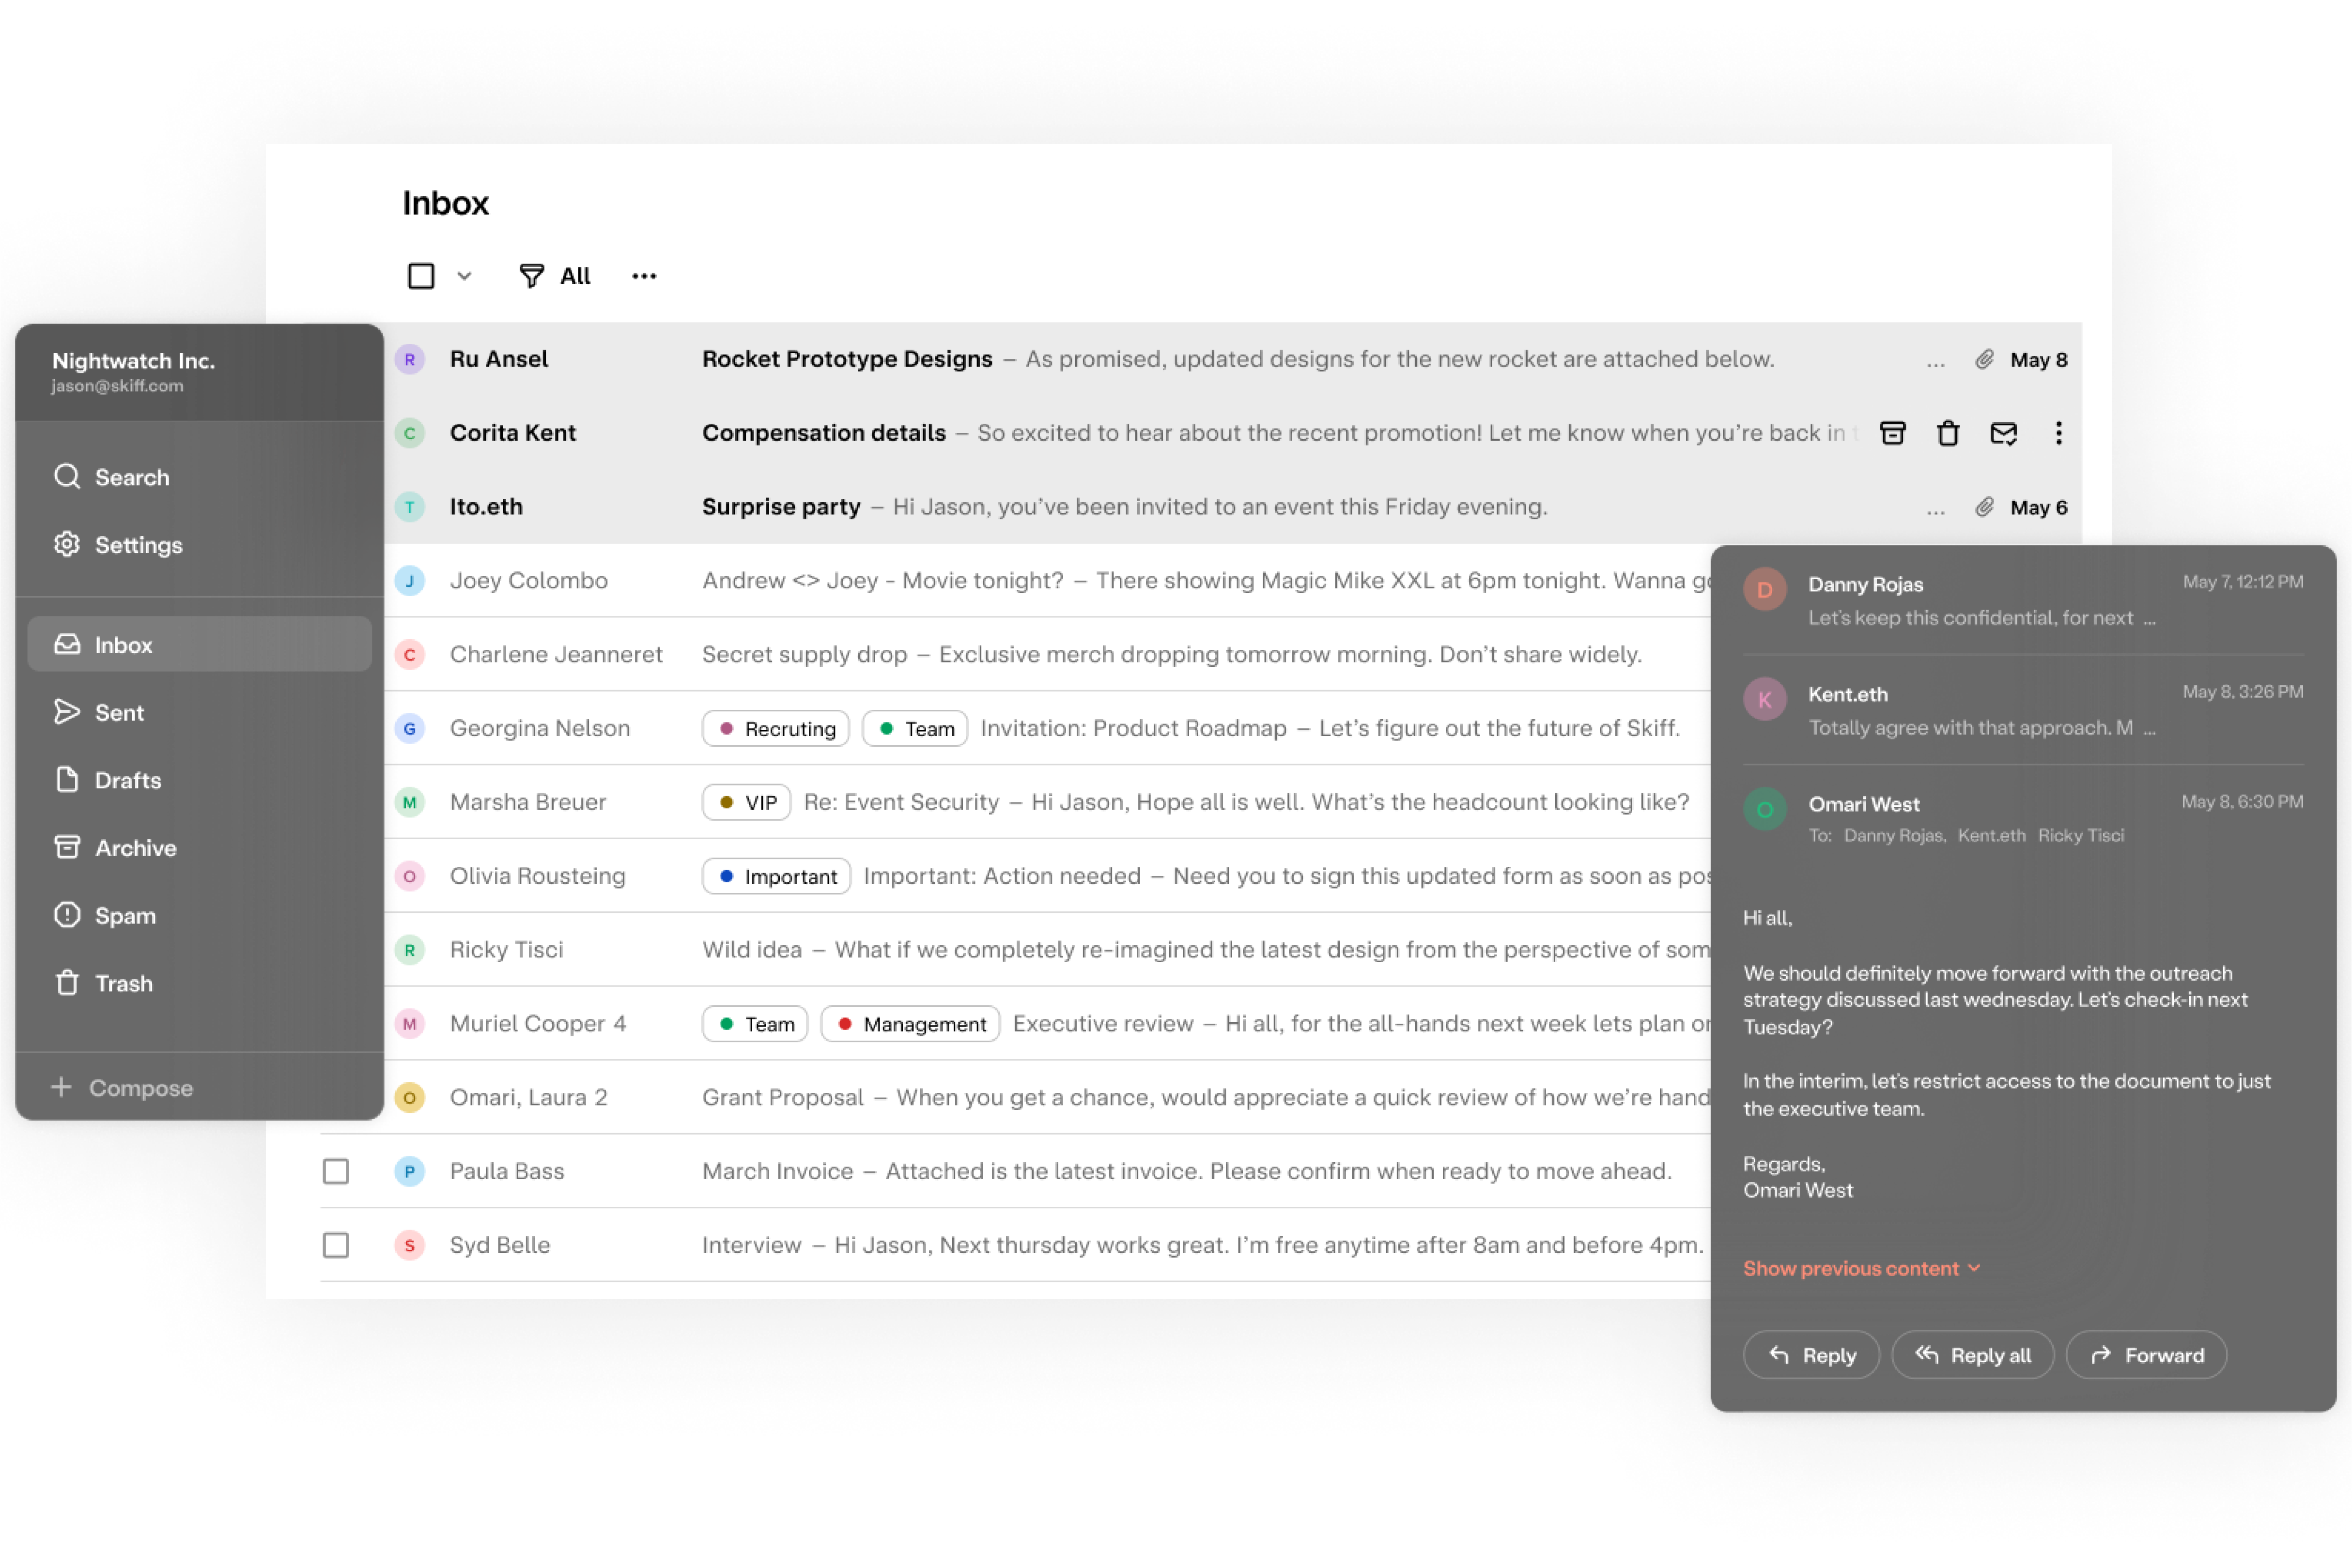 Inbox
All ...
Nightwatch Inc.
jason@skiff.com
Search
Settings
Inbox
Sent
Drafts
Archive
Spam
Trash
+ Compose
R Ru Ansel Rocket Prototype Designs – As promised, updated designs for the new rocket are attached below. ... May 8
C Corita Kent Compensation details – So excited to hear about the recent promotion! Let me know when you’re back in
T Ito.eth Surprise party – Hi Jason, you’ve been invited to an event this Friday evening. ... May 6
J Joey Colombo Andrew <> Joey - Movie tonight? – There showing Magic Mike XXL at 6pm tonight. Wanna
C Charlene Jeanneret Secret supply drop – Exclusive merch dropping tomorrow morning. Don’t share widely.
G Georgina Nelson Recruting Team Invitation: Product Roadmap – Let’s figure out the future of Skiff.
M Marsha Breuer VIP Re: Event Security – Hi Jason, Hope all is well. What’s the headcount looking like?
O Olivia Rousteing Important Important: Action needed – Need you to sign this updated form as soon as
R Ricky Tisci Wild idea – What if we completely re-imagined the latest design from the perspective of som
M Muriel Cooper 4 Team Management Executive review – Hi all, for the all-hands next week lets plan
O Omari, Laura 2 Grant Proposal – When you get a chance, would appreciate a quick review of how we’re hand
P Paula Bass March Invoice – Attached is the latest invoice. Please confirm when ready to move ahead.
S Syd Belle Interview – Hi Jason, Next thursday works great. I’m free anytime after 8am and before 4pm.
D Danny Rojas May 7, 12:12 PM
Let’s keep this confidential, for next ...
K Kent.eth May 8, 3:26 PM
Totally agree with that approach. M ...
O Omari West May 8, 6:30 PM
To: Danny Rojas, Kent.eth Ricky Tisci
Hi all,
We should definitely move forward with the outreach
strategy discussed last wednesday. Let’s check-in next
Tuesday?
In the interim, let’s restrict access to the document to just
the executive team.
Regards,
Omari West
Show previous content
Reply Reply all Forward